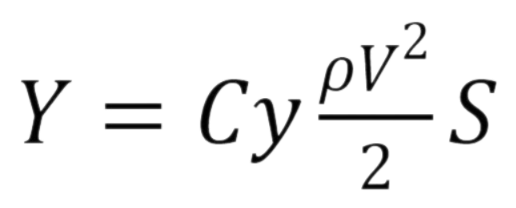 Y = Cy ρV²/2 S